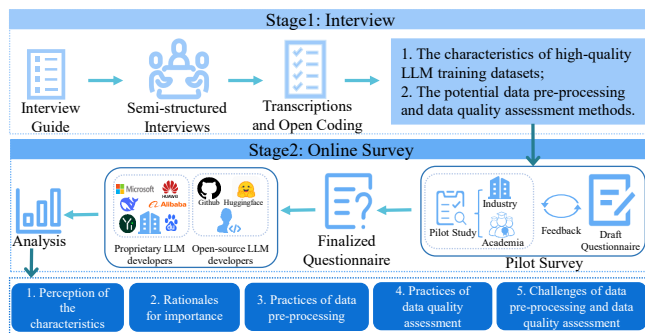 Stage1: Interview
Interview
Guide
Semi-structured
Interviews
Transcriptions
and Open Coding
1. The characteristics of high-quality
LLM training datasets;
2. The potential data pre-processing
and data quality assessment methods.
Stage2: Online Survey
Analysis
Microsoft
HUAWEI
Alibaba
Proprietary LLM
developers
Github
Huggingface
Open-source LLM
developers
Finalized
Questionnaire
Pilot Study
Industry
Academia
Feedback
Draft
Questionnaire
Pilot Survey
1. Perception of
the
characteristics
2. Rationales
for importance
3. Practices of data
pre-processing
4. Practices of
data quality
assessment
5. Challenges of data
pre-processing and data
quality assessment